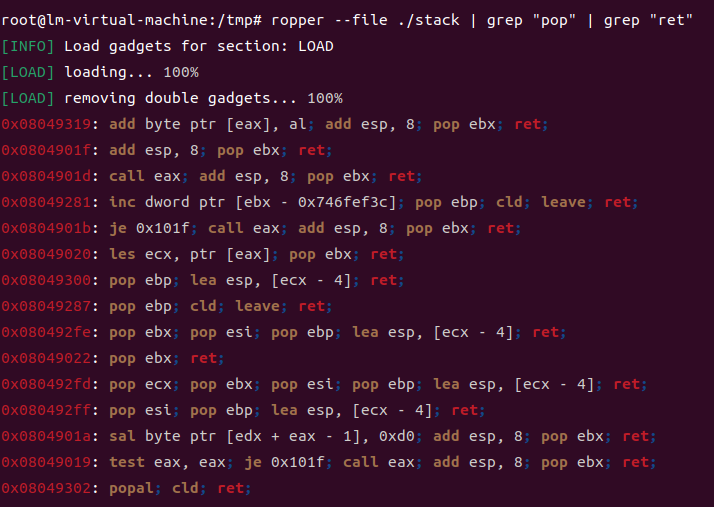 root@lm-virtual-machine:/tmp# ropper --file ./stack | grep "pop" | grep "ret"
[INFO] Load gadgets for section: LOAD
[LOAD] loading... 100%
[LOAD] removing double gadgets... 100%
0x08049319: add byte ptr [eax], al; add esp, 8; pop ebx; ret;
0x0804901f: add esp, 8; pop ebx; ret;
0x0804901d: call eax; add esp, 8; pop ebx; ret;
0x08049281: inc dword ptr [ebx - 0x746fef3c]; pop ebp; cld; leave; ret;
0x0804901b: je 0x101f; call eax; add esp, 8; pop ebx; ret;
0x08049020: les ecx, ptr [eax]; pop ebx; ret;
0x08049300: pop ebp; lea esp, [ecx - 4]; ret;
0x08049287: pop ebp; cld; leave; ret;
0x080492fe: pop ebx; pop esi; pop ebp; lea esp, [ecx - 4]; ret;
0x08049022: pop ebx; ret;
0x080492fd: pop ecx; pop ebx; pop esi; pop ebp; lea esp, [ecx - 4]; ret;
0x080492ff: pop esi; pop ebp; lea esp, [ecx - 4]; ret;
0x0804901a: sal byte ptr [edx + eax - 1], 0xd0; add esp, 8; pop ebx; ret;
0x08049019: test eax, eax; je 0x101f; call eax; add esp, 8; pop ebx; ret;
0x08049302: popal; cld; ret;